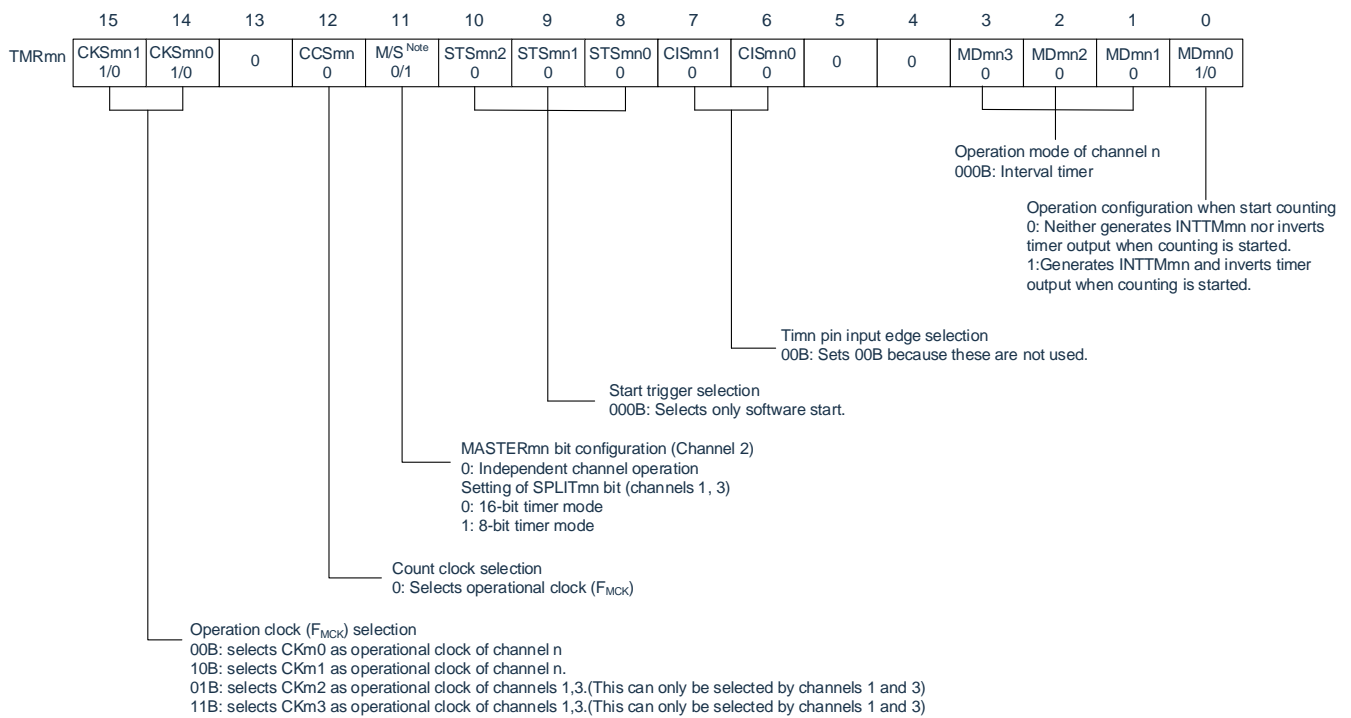 15 14 13 12 11 10 9 8 7 6 5 4 3 2 1 0
TMRmn CKSmn1 CKSmn0 0 CCSmn M/S Note STSmn2 STSmn1 STSmn0 CISmn1 CISmn0 0 0 MDmn3 MDmn2 MDmn1 MDmn0
1/0 1/0 0 0/1 0 0 0 0 0 0 0 0 1/0
Operation mode of channel n
000B: Interval timer
Operation configuration when start counting
0: Neither generates INTTMmn nor inverts
timer output when counting is started.
1:Generates INTTMmn and inverts timer
output when counting is started.
TImn pin input edge selection
00B: Sets 00B because these are not used.
Start trigger selection
000B: Selects only software start.
MASTERmn bit configuration (Channel 2)
0: Independent channel operation
Setting of SPLITmn bit (channels 1, 3)
0: 16-bit timer mode
1: 8-bit timer mode
Count clock selection
0: Selects operational clock (FMCK)
Operation clock (FMCK) selection
00B: selects CKm0 as operational clock of channel n
10B: selects CKm1 as operational clock of channel n.
01B: selects CKm2 as operational clock of channels 1,3.(This can only be selected by channels 1 and 3)
11B: selects CKm3 as operational clock of channels 1,3.(This can only be selected by channels 1 and 3)